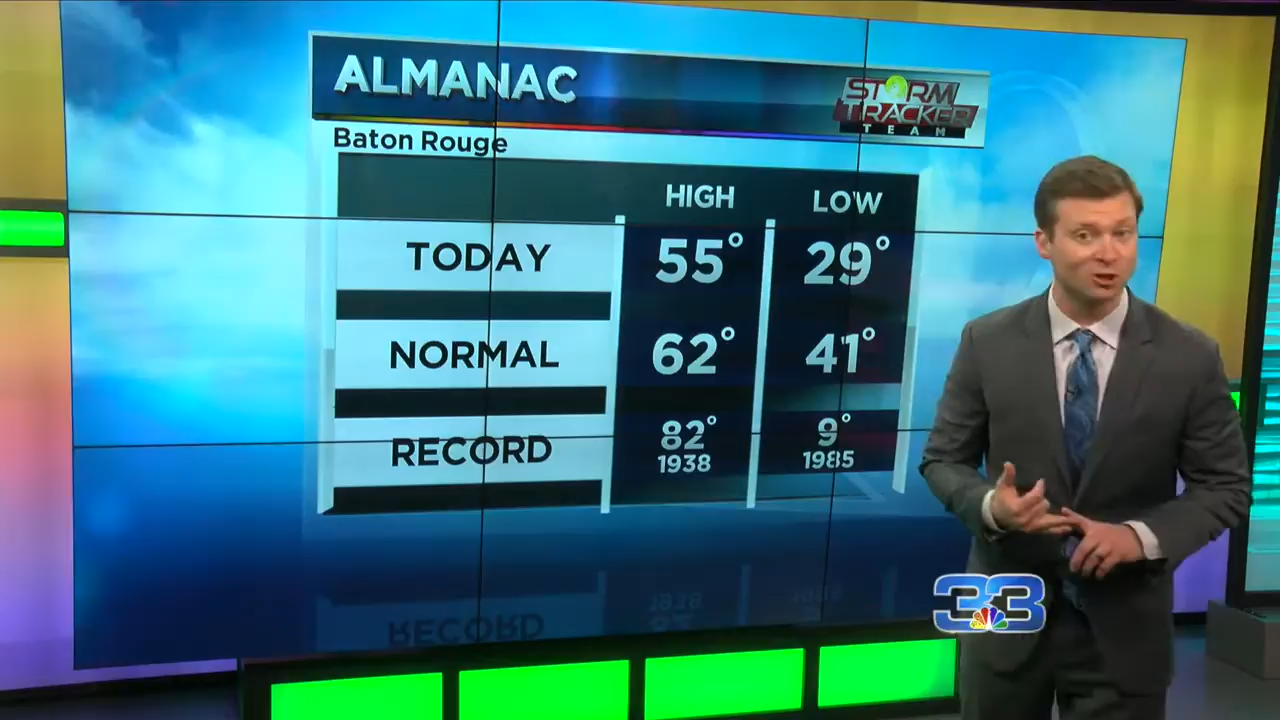 ALMANAC
STORM
TRACKER
TEAM
Baton Rouge
HIGH LOW
TODAY 55° 29°
NORMAL 62° 41°
RECORD 82° 9°
1938 1985
33
RECORD